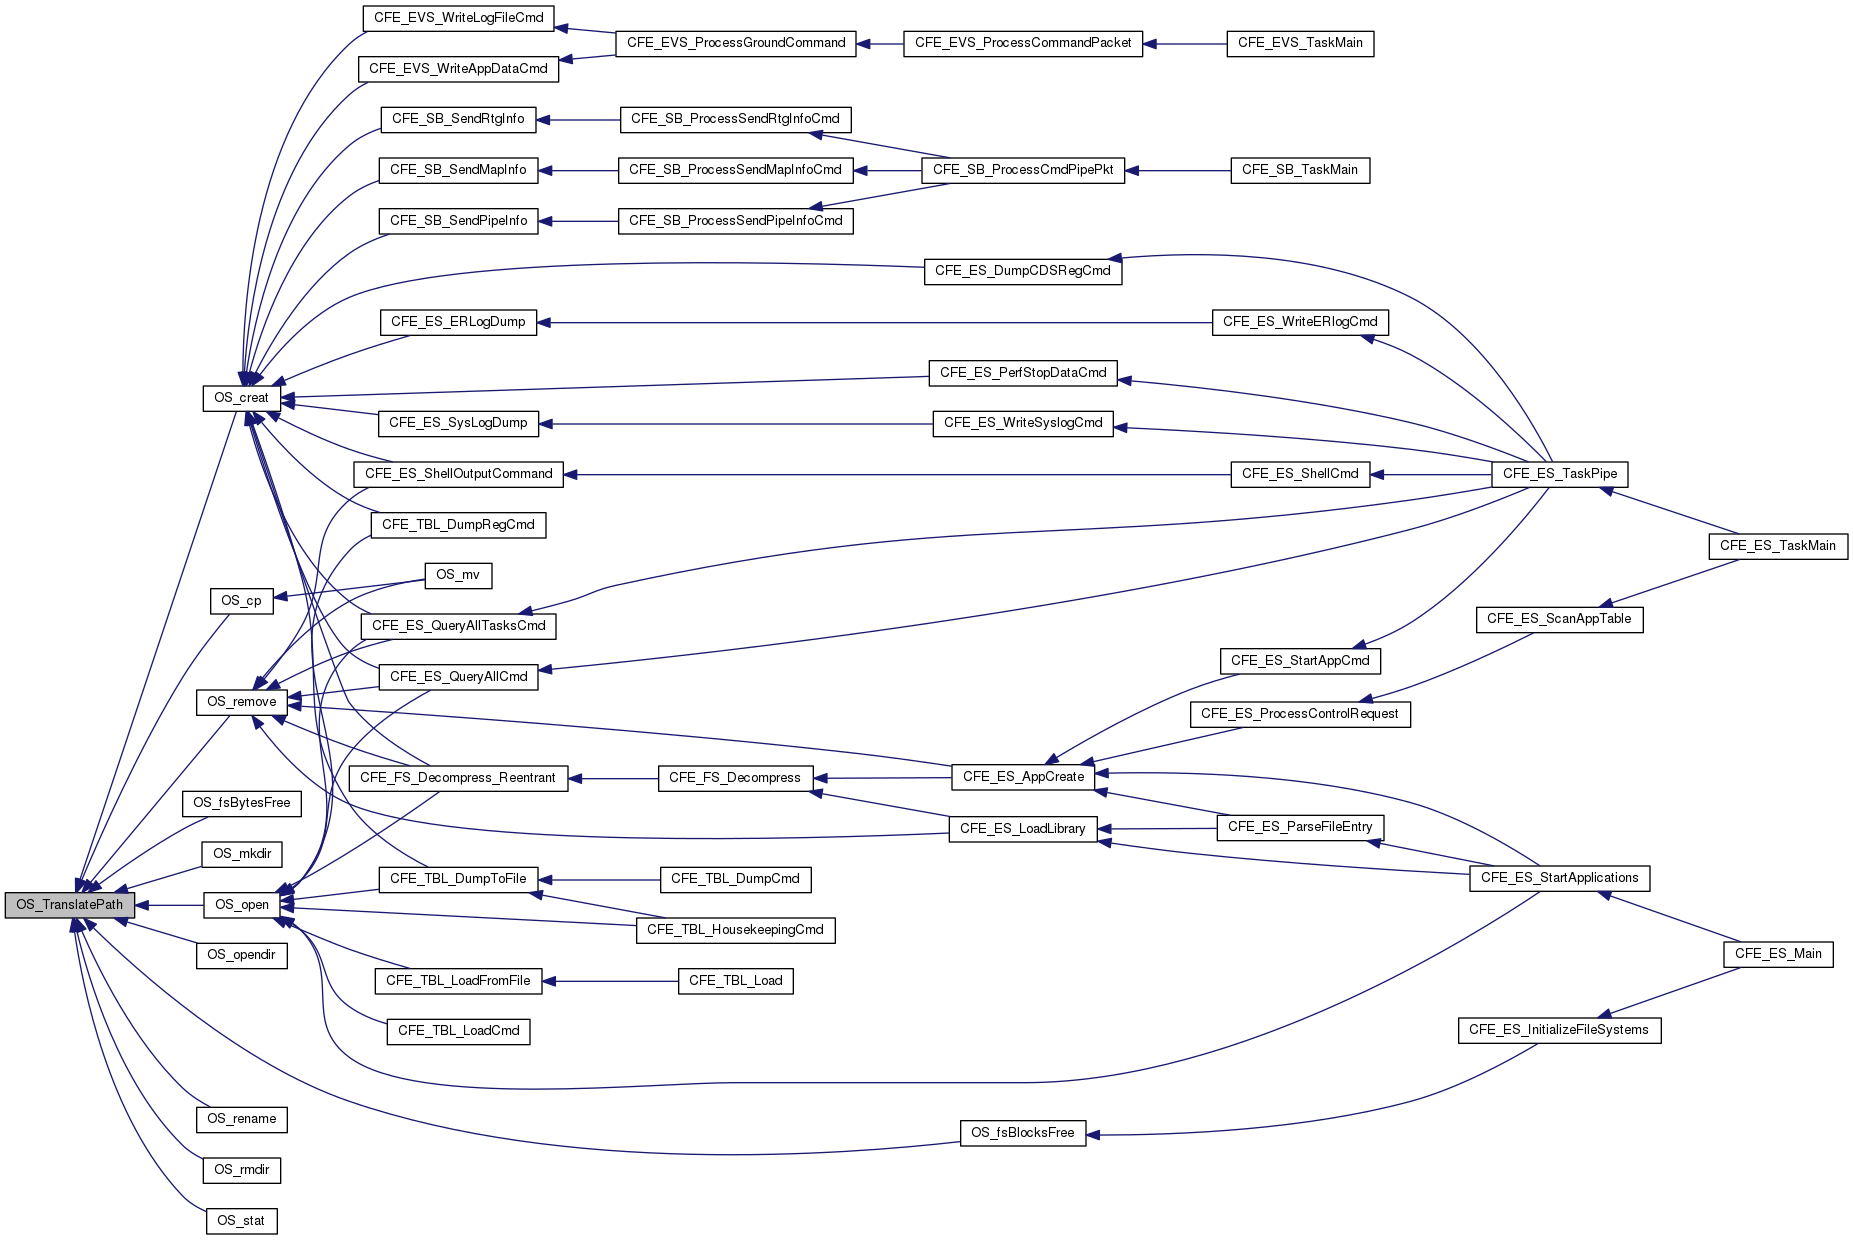 CFE_EVS_WriteLogFileCmd
CFE_EVS_ProcessGroundCommand
CFE_EVS_ProcessCommandPacket
CFE_EVS_TaskMain
CFE_EVS_WriteAppDataCmd
CFE_SB_SendRtgInfo
CFE_SB_ProcessSendRtgInfoCmd
CFE_SB_SendMapInfo
CFE_SB_ProcessSendMapInfoCmd
CFE_SB_ProcessCmdPipePkt
CFE_SB_TaskMain
CFE_SB_SendPipeInfo
CFE_SB_ProcessSendPipeInfoCmd
CFE_ES_DumpCDSRegCmd
CFE_ES_ERLogDump
CFE_ES_WriteERlogCmd
CFE_ES_PerfStopDataCmd
OS_creat
CFE_ES_SysLogDump
CFE_ES_WriteSyslogCmd
CFE_ES_ShellOutputCommand
CFE_ES_ShellCmd
CFE_ES_TaskPipe
CFE_TBL_DumpRegCmd
CFE_ES_TaskMain
OS_mv
OS_cp
CFE_ES_QueryAllTasksCmd
CFE_ES_ScanAppTable
CFE_ES_StartAppCmd
CFE_ES_QueryAllCmd
OS_remove
CFE_ES_ProcessControlRequest
CFE_FS_Decompress_Reentrant
CFE_FS_Decompress
CFE_ES_AppCreate
OS_fsBytesFree
CFE_ES_LoadLibrary
CFE_ES_ParseFileEntry
OS_mkdir
CFE_TBL_DumpToFile
CFE_TBL_DumpCmd
CFE_ES_StartApplications
OS_TranslatePath
OS_open
CFE_TBL_HousekeepingCmd
OS_opendir
CFE_ES_Main
CFE_TBL_LoadFromFile
CFE_TBL_Load
CFE_TBL_LoadCmd
CFE_ES_InitializeFileSystems
OS_rename
OS_fsBlocksFree
OS_rmdir
OS_stat